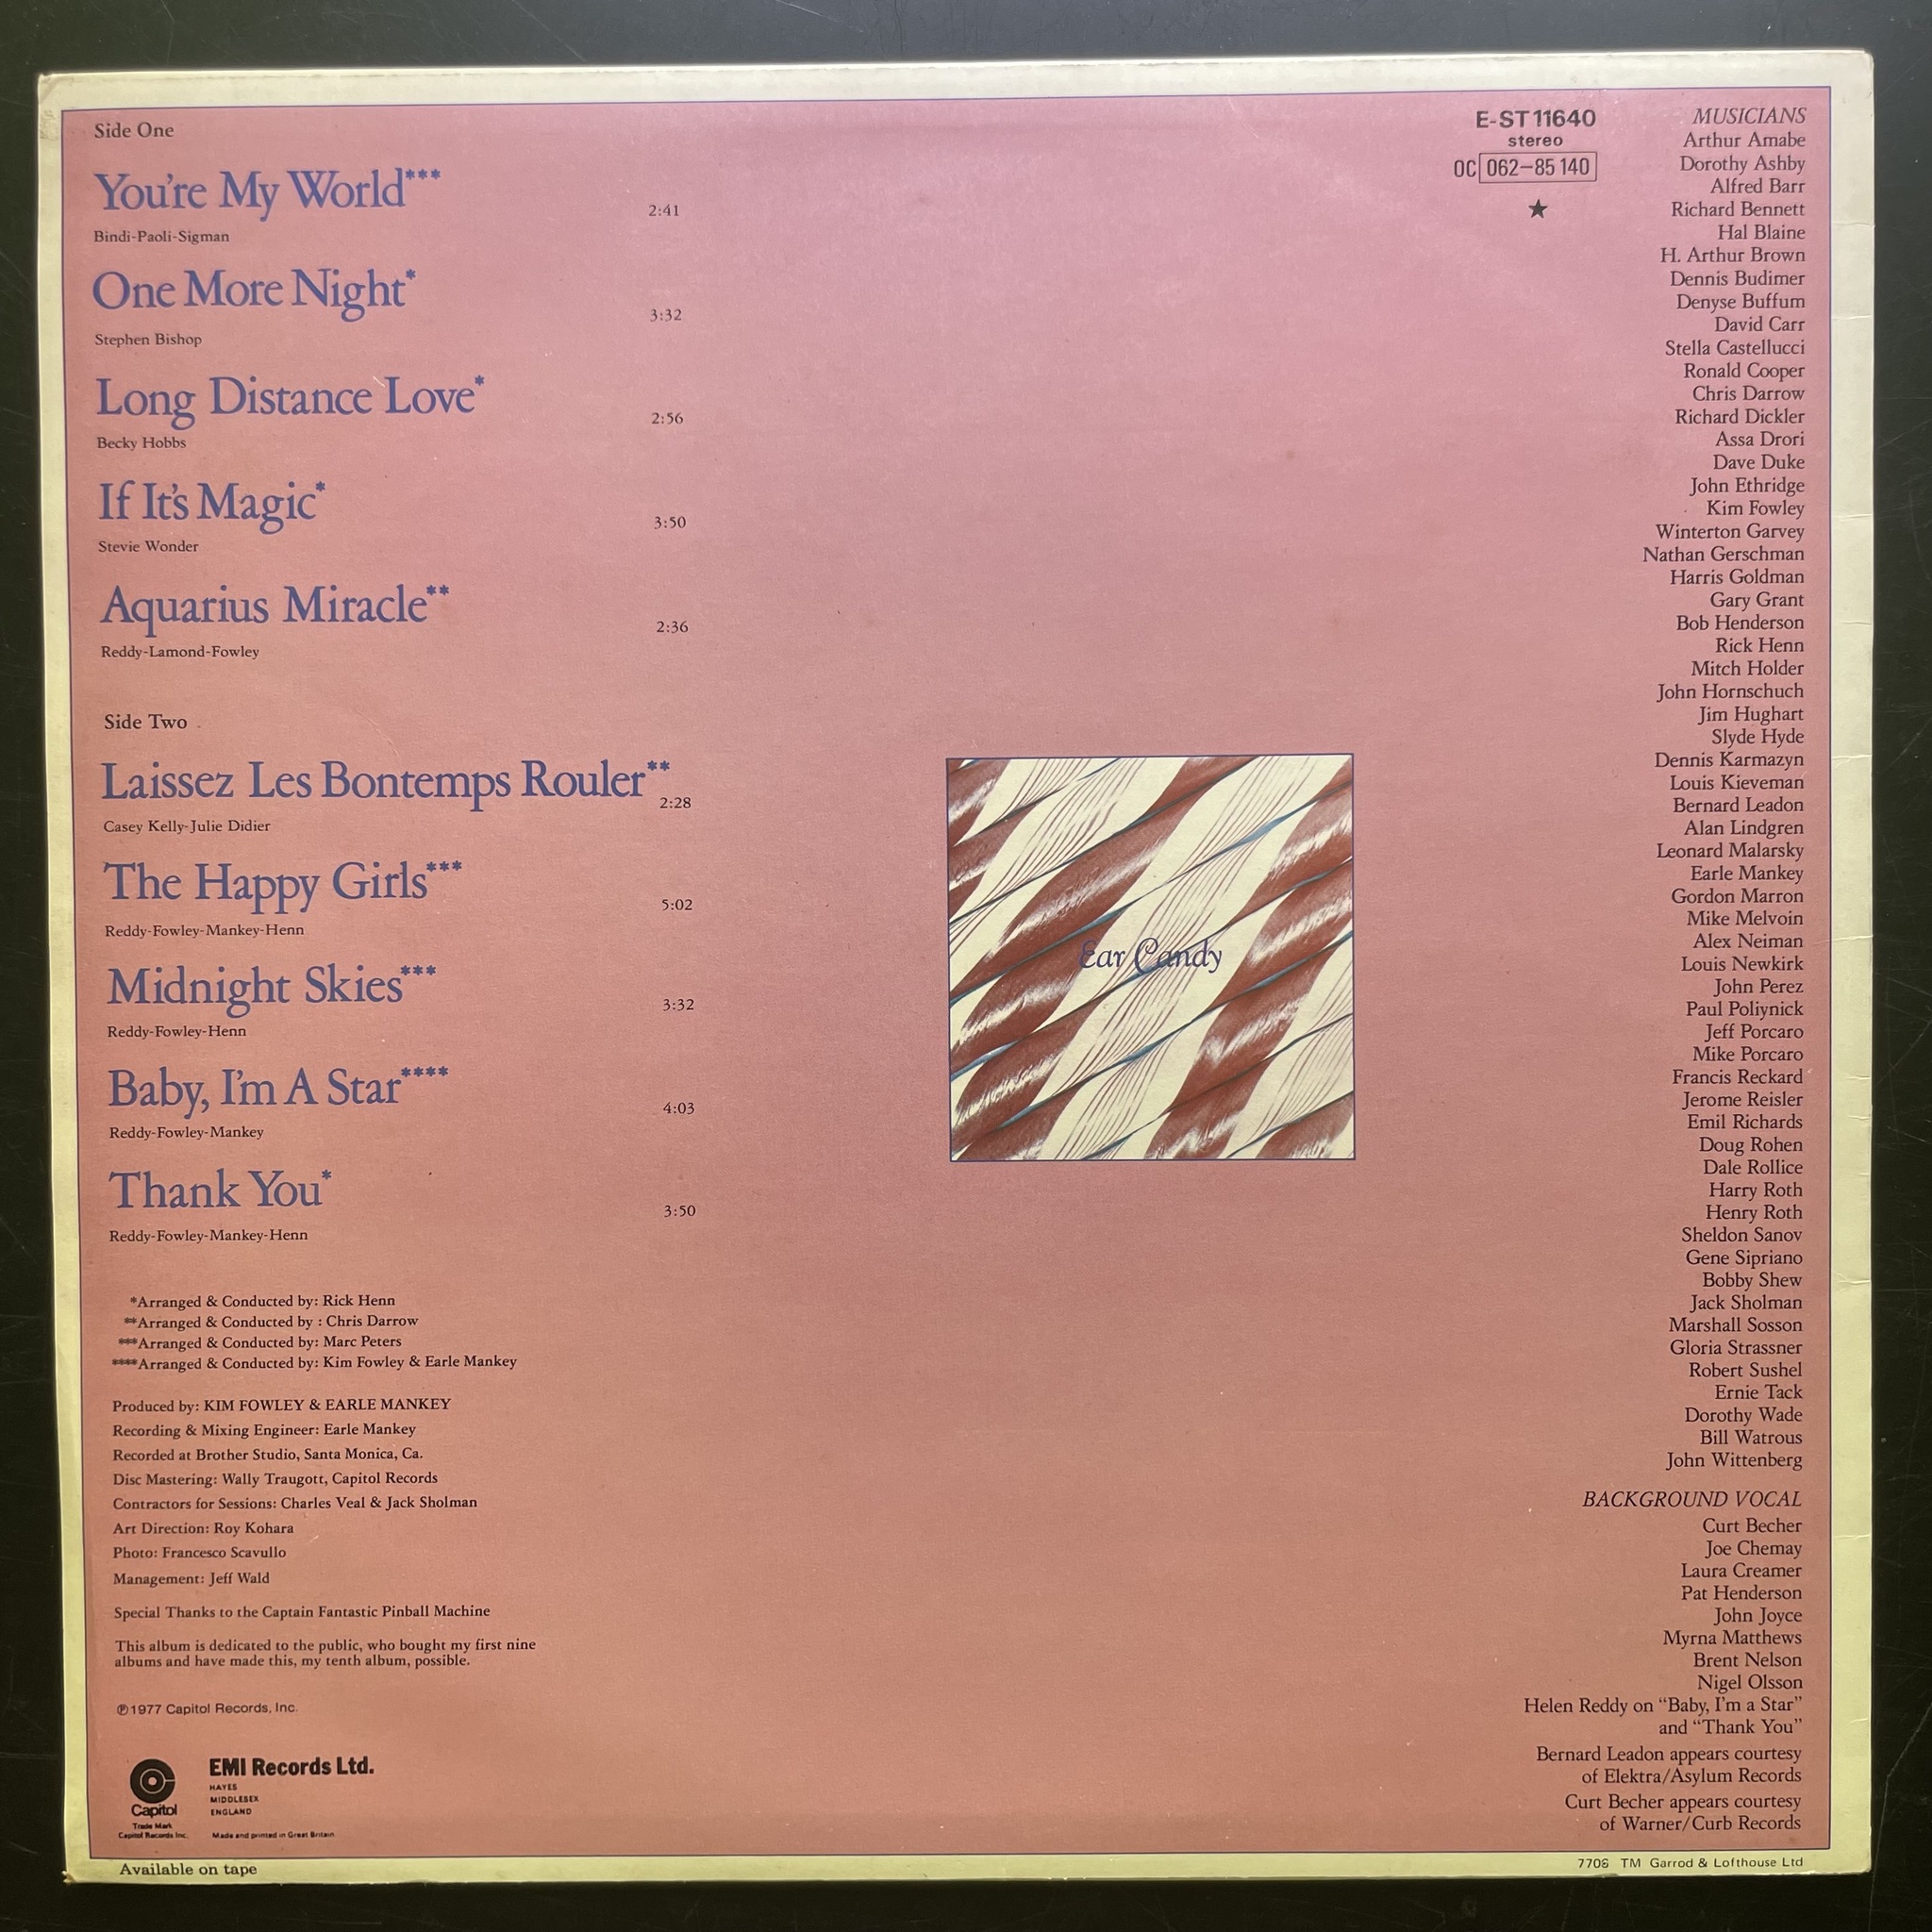 Side One
You're My World***
2:41
Bindi-Paoli-Sigman
One More Night*
3:32
Stephen Bishop
Long Distance Love*
2:56
Becky Hobbs
If It's Magic*
3:50
Stevie Wonder
Aquarius Miracle**
2:36
Reddy-Lamond-Fowley
Side Two
Laissez Les Bontemps Rouler**
2:28
Casey Kelly-Julie Didier
The Happy Girls***
5:02
Reddy-Fowley-Mankey-Henn
Midnight Skies***
3:32
Reddy-Fowley-Henn
Baby, I'm A Star****
4:03
Reddy-Fowley-Mankey
Thank You*
3:50
Reddy-Fowley-Mankey-Henn
*Arranged & Conducted by: Rick Henn
**Arranged & Conducted by : Chris Darrow
***Arranged & Conducted by: Marc Peters
****Arranged & Conducted by: Kim Fowley & Earle Mankey
Produced by: KIM FOWLEY & EARLE MANKEY
Recording & Mixing Engineer: Earle Mankey
Recorded at Brother Studio, Santa Monica, Ca.
Disc Mastering: Wally Traugott, Capitol Records
Contractors for Sessions: Charles Veal & Jack Sholman
Art Direction: Roy Kohara
Photo: Francesco Scavullo
Management: Jeff Wald
Special Thanks to the Captain Fantastic Pinball Machine
This album is dedicated to the public, who bought my first nine
albums and have made this, my tenth album, possible.
℗1977 Capitol Records, Inc.
Capitol
Trade Mark
Capitol Records Inc.
EMI Records Ltd.
HAYES
MIDDLESEX
ENGLAND
Made and printed in Great Britain
Available on tape
Ear Candy
E-ST 11640
stereo
OC 062-85 140
★
MUSICIANS
Arthur Amabe
Dorothy Ashby
Alfred Barr
Richard Bennett
Hal Blaine
H. Arthur Brown
Dennis Budimer
Denyse Buffum
David Carr
Stella Castellucci
Ronald Cooper
Chris Darrow
Richard Dickler
Assa Drori
Dave Duke
John Ethridge
Kim Fowley
Winterton Garvey
Nathan Gerschman
Harris Goldman
Gary Grant
Bob Henderson
Rick Henn
Mitch Holder
John Hornschuch
Jim Hughart
Slyde Hyde
Dennis Karmazyn
Louis Kieveman
Bernard Leadon
Alan Lindgren
Leonard Malarsky
Earle Mankey
Gordon Marron
Mike Melvoin
Alex Neiman
Louis Newkirk
John Perez
Paul Poliynick
Jeff Porcaro
Mike Porcaro
Francis Reckard
Jerome Reisler
Emil Richards
Doug Rohen
Dale Rollice
Harry Roth
Henry Roth
Sheldon Sanov
Gene Sipriano
Bobby Shew
Jack Sholman
Marshall Sosson
Gloria Strassner
Robert Sushel
Ernie Tack
Dorothy Wade
Bill Watrous
John Wittenberg
BACKGROUND VOCAL
Curt Becher
Joe Chemay
Laura Creamer
Pat Henderson
John Joyce
Myrna Matthews
Brent Nelson
Nigel Olsson
Helen Reddy on "Baby, I'm a Star"
and "Thank You"
Bernard Leadon appears courtesy
of Elektra/Asylum Records
Curt Becher appears courtesy
of Warner/Curb Records
7706 TM Garrod & Lofthouse Ltd